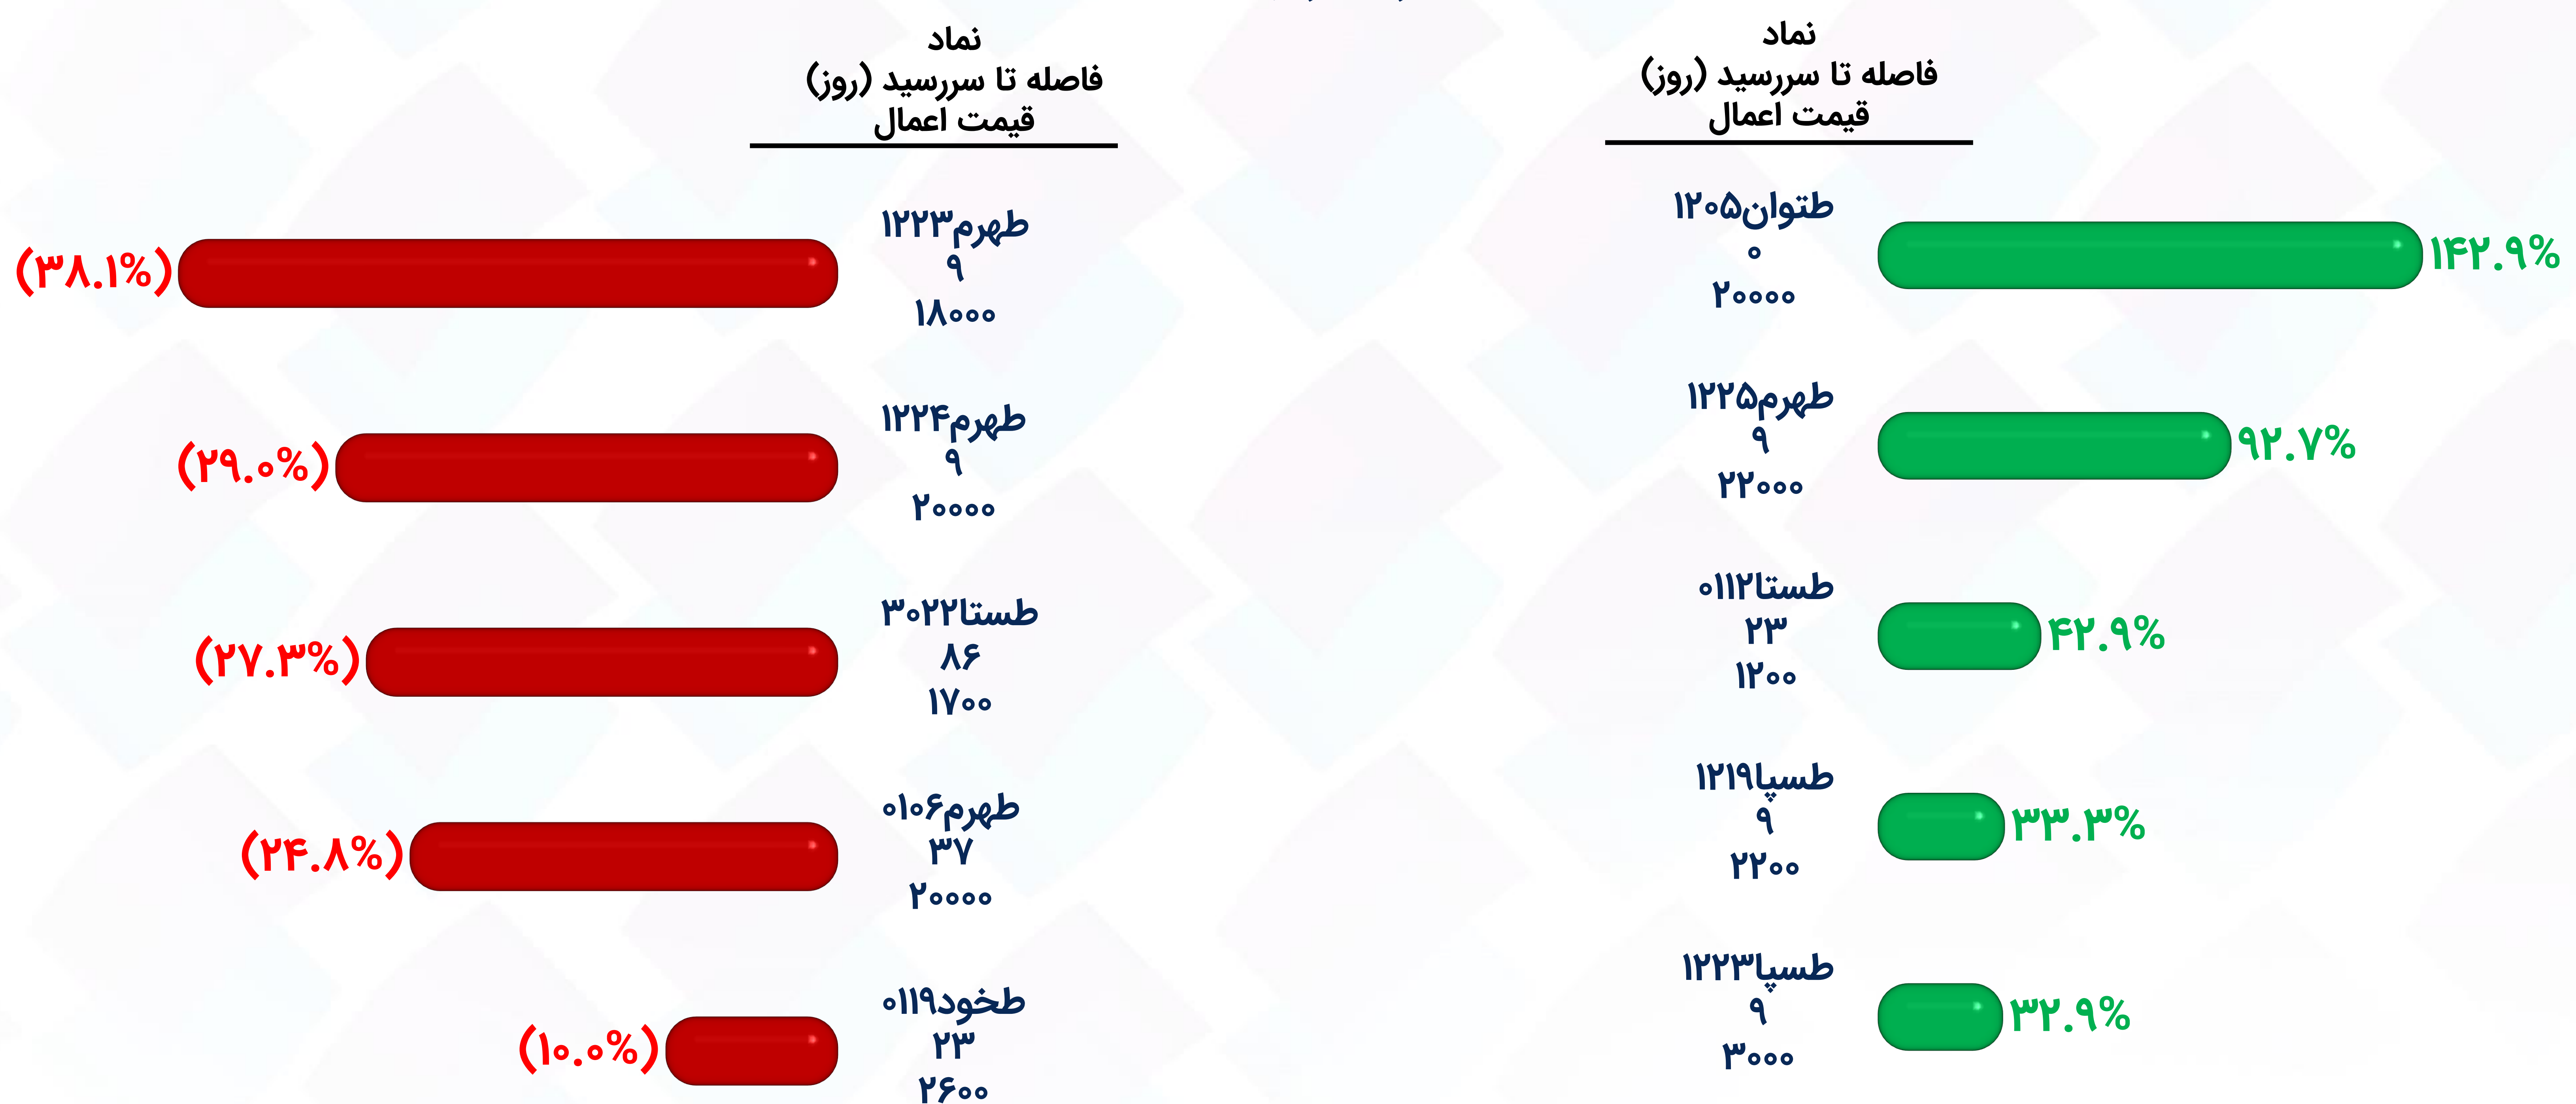 نماد
فاصله تا سررسید (روز)
قیمت اعمال
طتوان۱۲۰۵
۰
۲۰۰۰۰
۱۴۲.۹%
طهرم۱۲۲۵
۹
۲۲۰۰۰
۹۲.۷%
طستا۰۱۱۲
۲۳
۱۲۰۰
۴۲.۹%
طسپا۱۲۱۹
۹
۲۲۰۰
۳۳.۳%
طسپا۱۲۲۳
۹
۳۰۰۰
۳۲.۹%
نماد
فاصله تا سررسید (روز)
قیمت اعمال
طهرم۱۲۲۳
۹
۱۸۰۰۰
(۳۸.۱%)
طهرم۱۲۲۴
۹
۲۰۰۰۰
(۲۹.۰%)
طستا۳۰۲۲
۸۶
۱۷۰۰
(۲۷.۳%)
طهرم۰۱۰۶
۳۷
۲۰۰۰۰
(۲۴.۸%)
طخود۰۱۱۹
۲۳
۲۶۰۰
(۱۰.۰%)